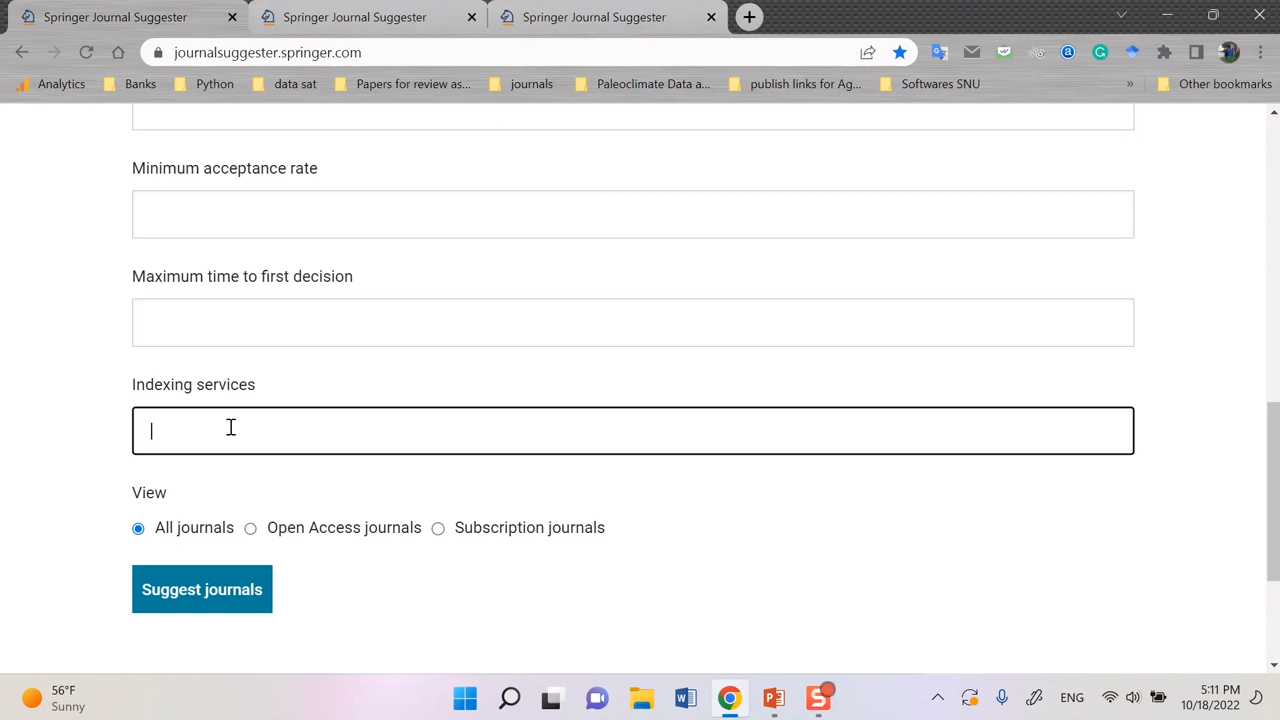 Springer Journal Suggester
Springer Journal Suggester
Springer Journal Suggester
journalsuggester.springer.com
Analytics
Banks
Python
data sat
Papers for review as...
journals
Paleoclimate Data a...
publish links for Ag...
Softwares SNU
»
Other bookmarks
Minimum acceptance rate
Maximum time to first decision
Indexing services
View
All journals
Open Access journals
Subscription journals
Suggest journals
56°F
Sunny
ENG
5:11 PM
10/18/2022